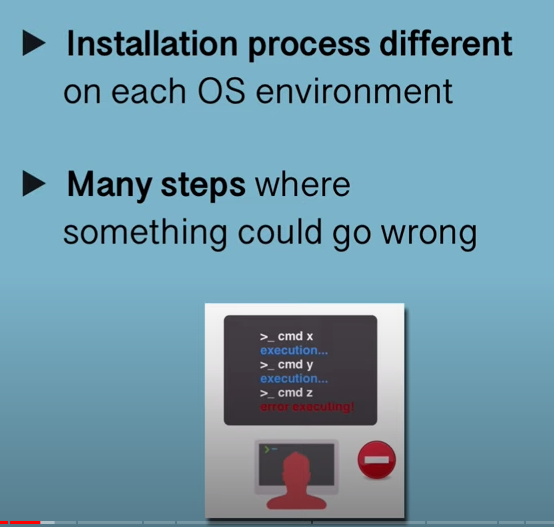 Installation process different
on each OS environment
Many steps where
something could go wrong
>_ cmd x
execution...
>_ cmd y
execution...
>_ cmd z
error executing!